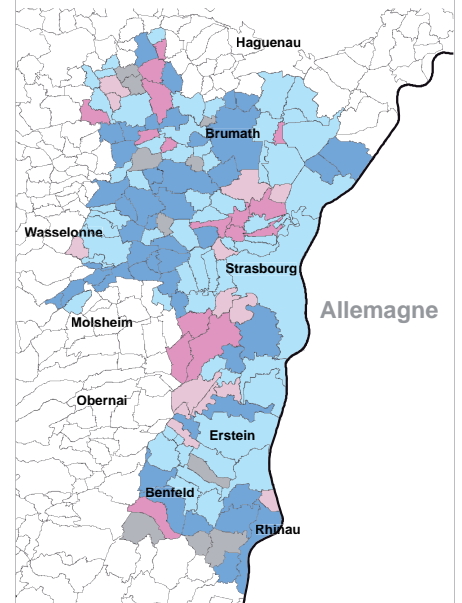 Haguenau
Brumath
Wasselonne
Strasbourg
Allemagne
Molsheim
Obernai
Erstein
Benfeld
Rhinau